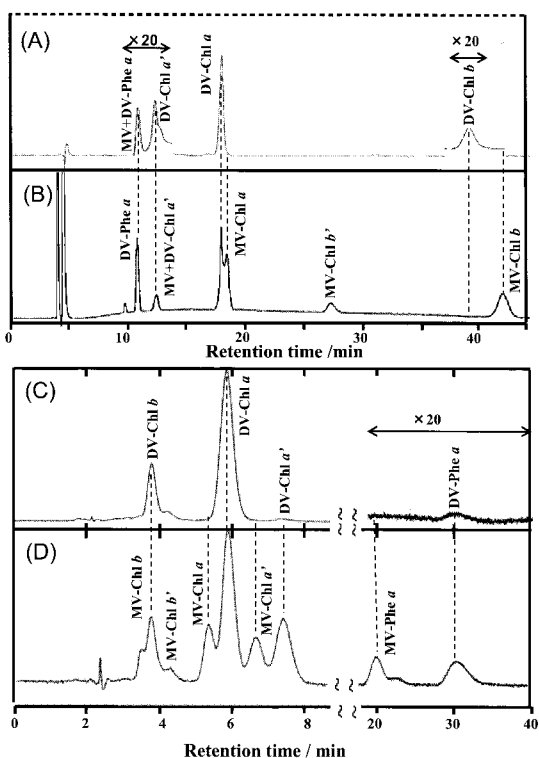 (A)
× 20
MV+DV-Phe a
DV-Chl a'
DV-Chl a
× 20
DV-Chl b
(B)
DV-Phe a
MV+DV-Chl a'
MV-Chl a
MV-Chl b'
MV-Chl b
0 10 20 30 40
Retention time /min
(C)
DV-Chl b
DV-Chl a
DV-Chl a'
× 20
DV-Phe a
(D)
MV-Chl b
MV-Chl b'
MV-Chl a
MV-Chl a'
MV-Phe a
0 2 4 6 8 20 30 40
Retention time / min